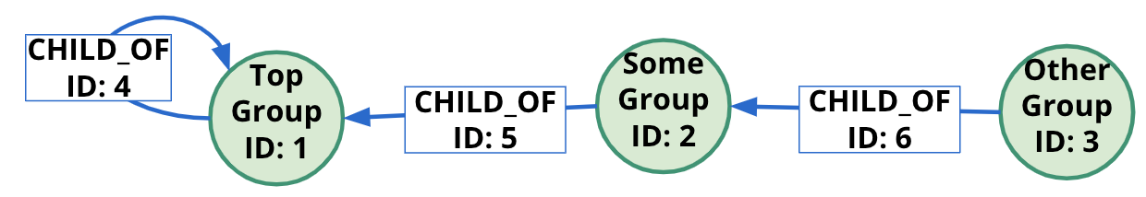 CHILD_OF
ID: 4
Top
Group
ID: 1
CHILD_OF
ID: 5
Some
Group
ID: 2
CHILD_OF
ID: 6
Other
Group
ID: 3